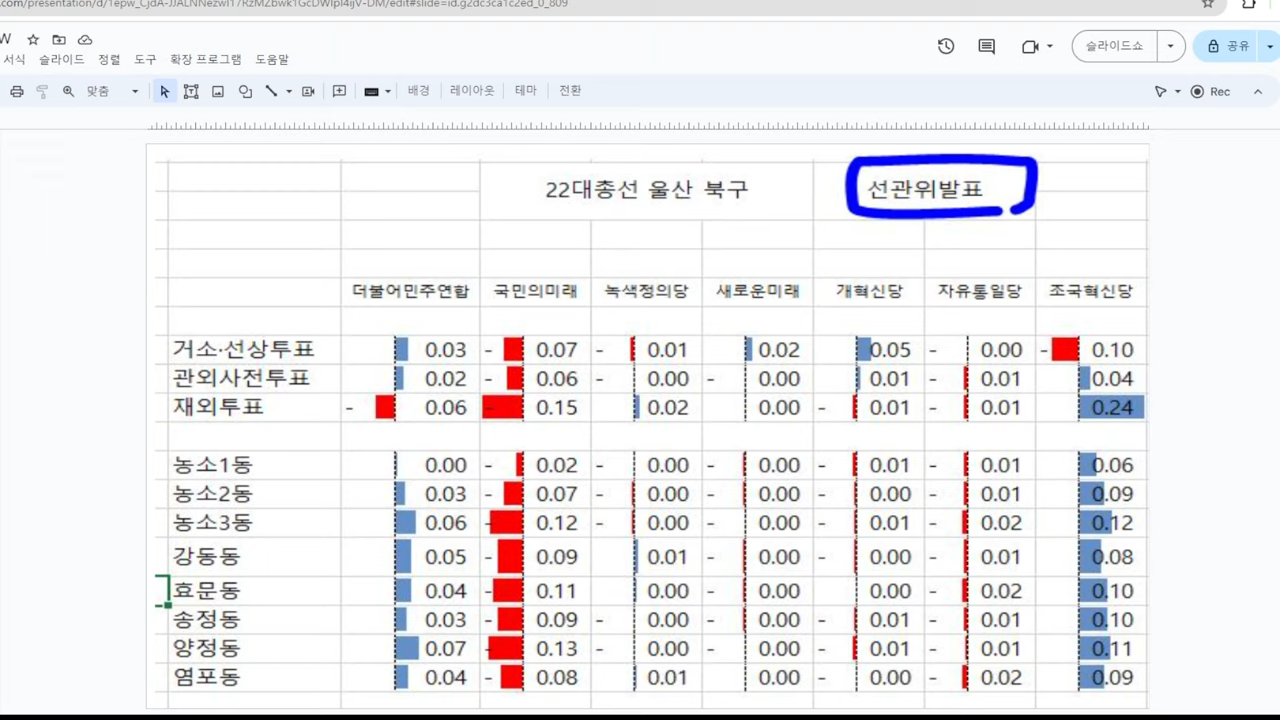 .com/presentation/d/1epw_CjdA-JJALNNezwI17RzMZbwk1GcDWIpl4ijV-DM/edit#slide=id.g2dc3ca1c2ed_0_809
W
서식 슬라이드 정렬 도구 확장 프로그램 도움말
슬라이드쇼
공유
맞춤 배경 레이아웃 테마 전환 Rec
22대총선 울산 북구 선관위발표
더불어민주연합 국민의미래 녹색정의당 새로운미래 개혁신당 자유통일당 조국혁신당
거소·선상투표 0.03 - 0.07 - 0.01 0.02 0.05 - 0.00 - 0.10
관외사전투표 0.02 - 0.06 - 0.00 - 0.00 0.01 - 0.01 0.04
재외투표 - 0.06 - 0.15 0.02 0.00 - 0.01 - 0.01 0.24
농소1동 0.00 - 0.02 - 0.00 - 0.00 - 0.01 - 0.01 0.06
농소2동 0.03 - 0.07 - 0.00 - 0.00 - 0.00 - 0.01 0.09
농소3동 0.06 - 0.12 - 0.00 - 0.00 - 0.01 - 0.02 0.12
강동동 0.05 - 0.09 0.01 - 0.00 - 0.00 - 0.01 0.08
효문동 0.04 - 0.11 0.00 - 0.00 - 0.00 - 0.02 0.10
송정동 0.03 - 0.09 - 0.00 - 0.00 - 0.01 - 0.01 0.10
양정동 0.07 - 0.13 - 0.00 - 0.00 - 0.01 - 0.01 0.11
염포동 0.04 - 0.08 0.01 - 0.00 - 0.00 - 0.02 0.09